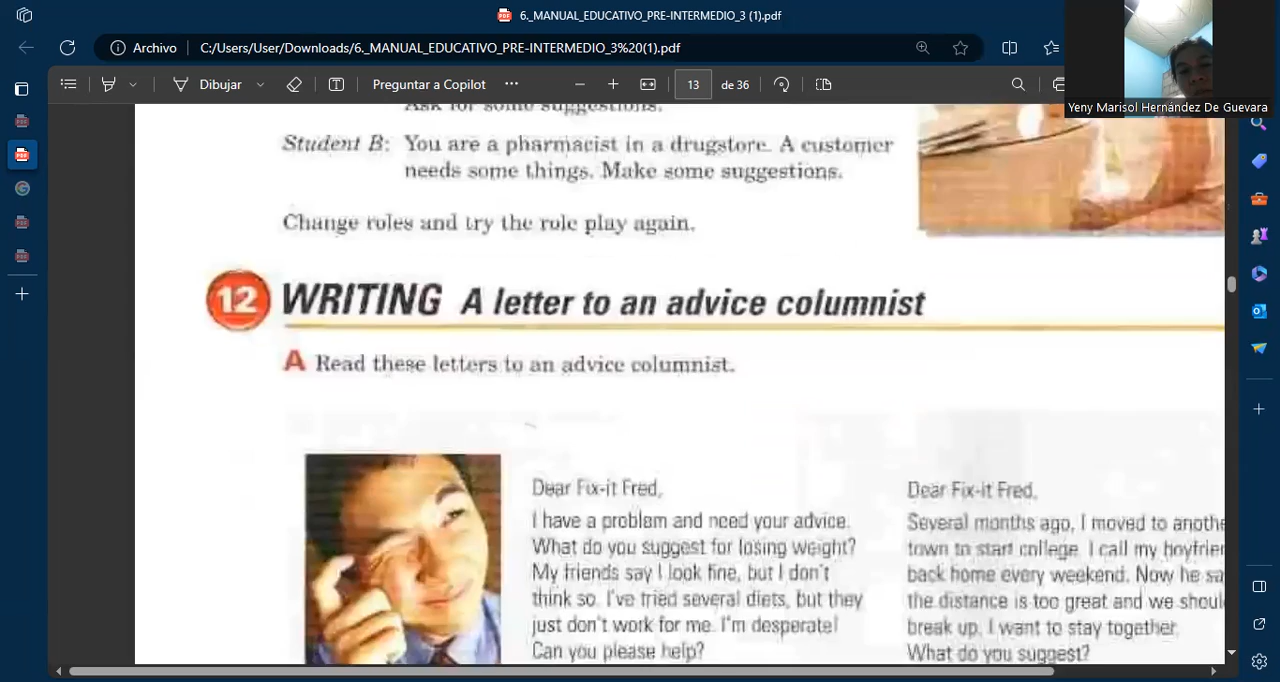 6._MANUAL_EDUCATIVO_PRE-INTERMEDIO_3 (1).pdf
Archivo
C:/Users/User/Downloads/6._MANUAL_EDUCATIVO_PRE-INTERMEDIO_3%20(1).pdf
Dibujar
Preguntar a Copilot
13
de 36
Yeny Marisol Hernández De Guevara
Ask for some suggestions.
Student B: You are a pharmacist in a drugstore. A customer
needs some things. Make some suggestions.
Change roles and try the role play again.
12 WRITING A letter to an advice columnist
A Read these letters to an advice columnist.
Dear Fix-it Fred,
I have a problem and need your advice.
What do you suggest for losing weight?
My friends say I look fine, but I don't
think so. I've tried several diets, but they
just don't work for me. I'm desperate!
Can you please help?
Dear Fix-it Fred,
Several months ago, I moved to anothe
town to start college. I call my boyfrier
back home every weekend. Now he sa
the distance is too great and we shoul
break up. I want to stay together.
What do you suggest?